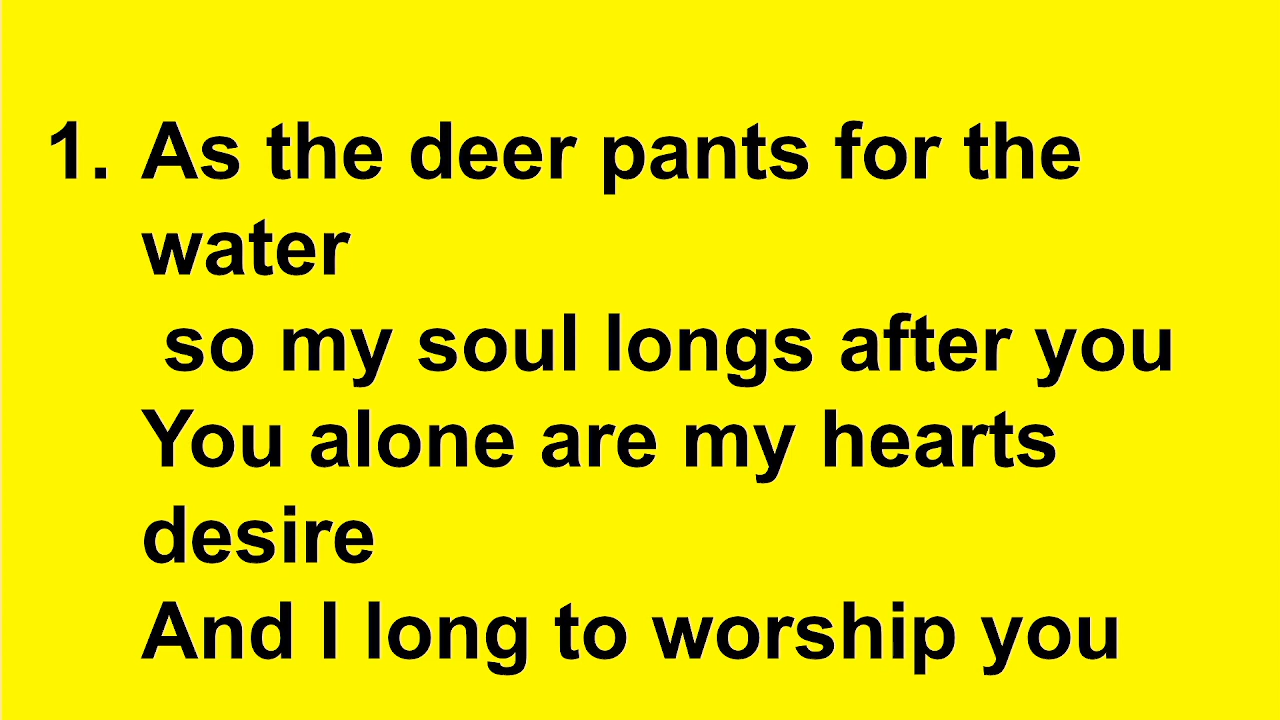 1. As the deer pants for the
water
so my soul longs after you
You alone are my hearts
desire
And I long to worship you